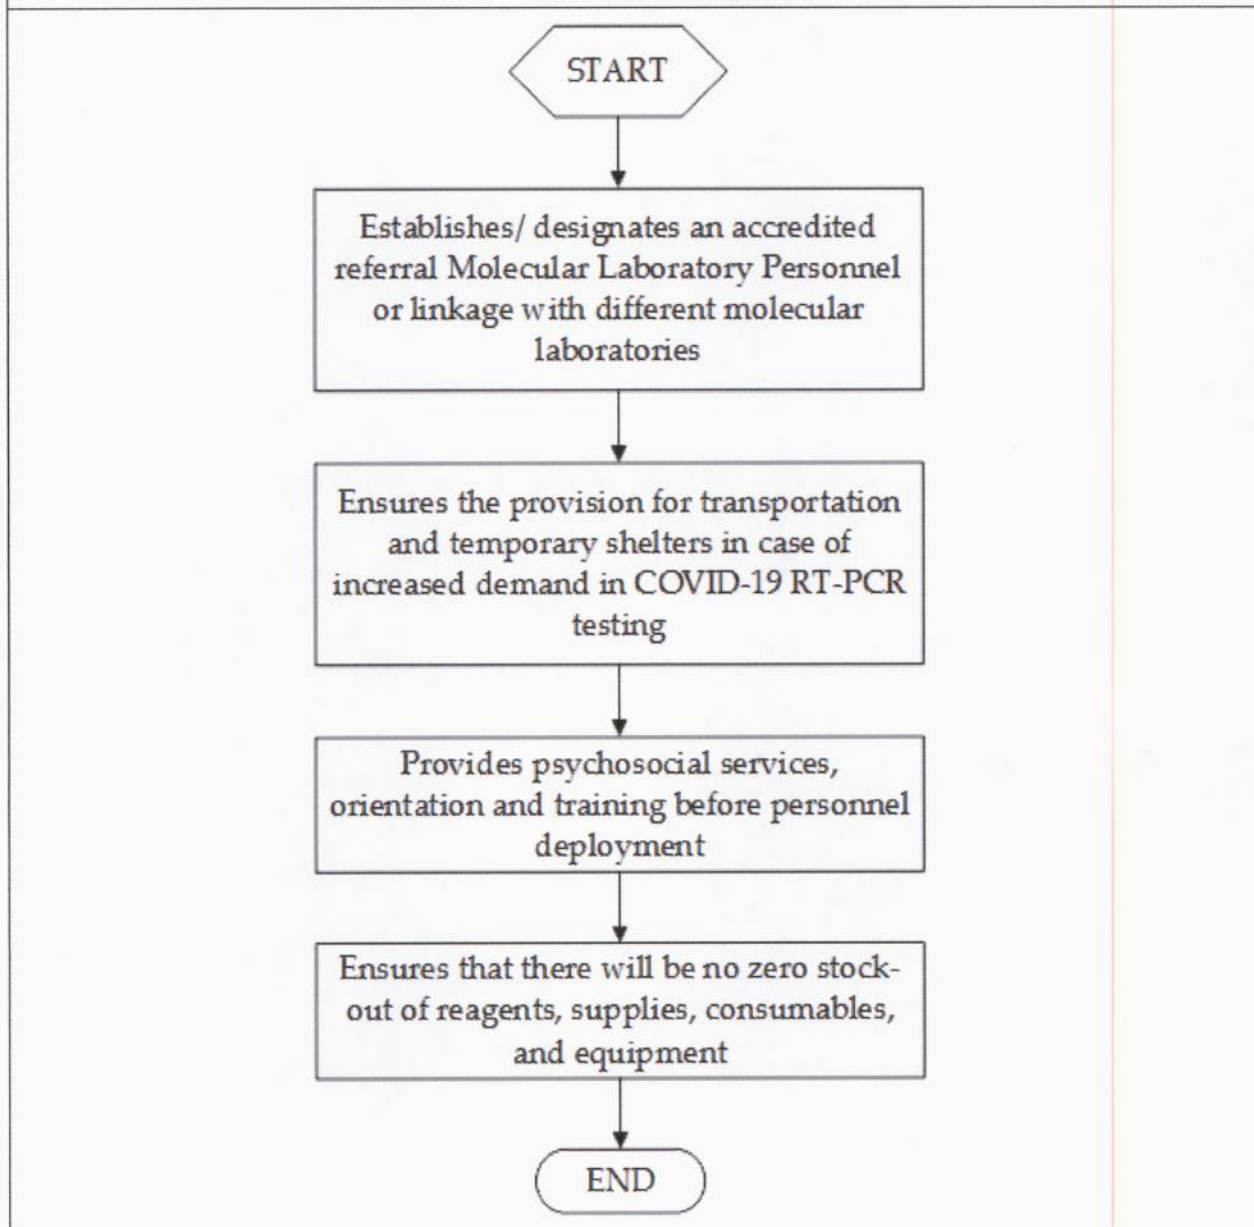 START
Establishes/ designates an accredited
referral Molecular Laboratory Personnel
or linkage with different molecular
laboratories
Ensures the provision for transportation
and temporary shelters in case of
increased demand in COVID-19 RT-PCR
testing
Provides psychosocial services,
orientation and training before personnel
deployment
Ensures that there will be no zero stock-
out of reagents, supplies, consumables,
and equipment
END